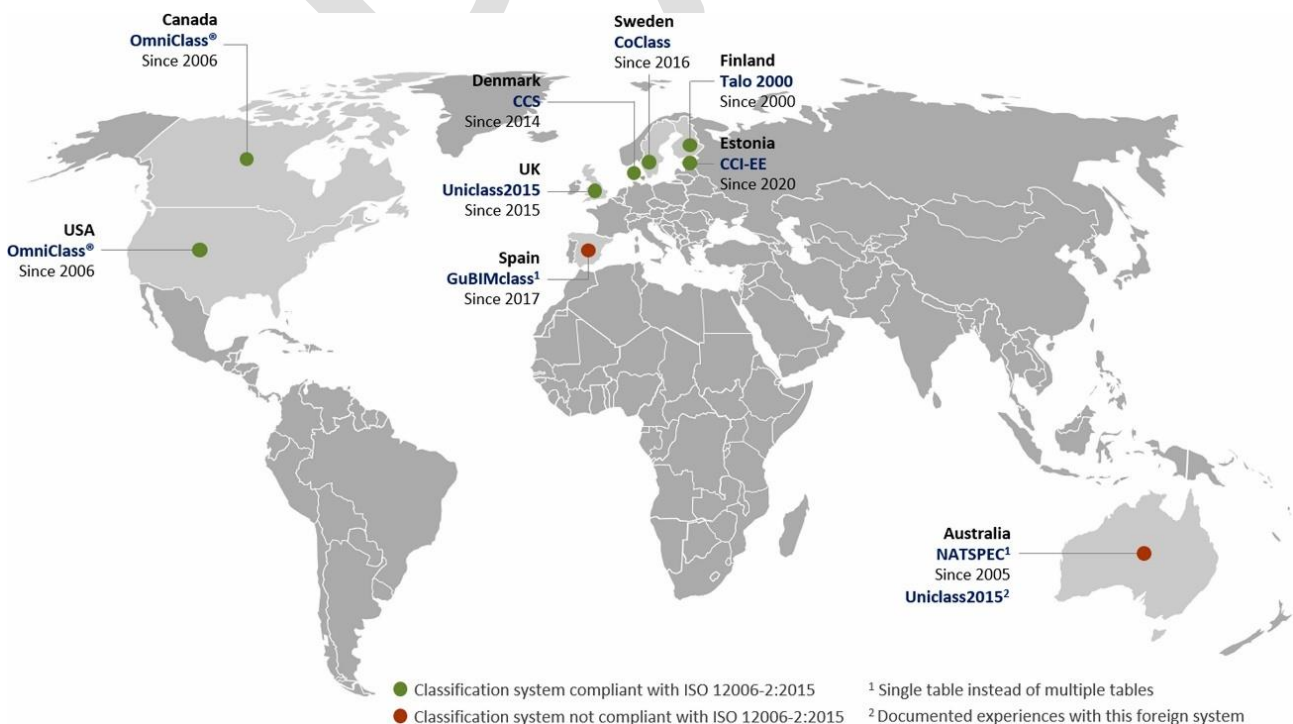 Canada
OmniClass®
Since 2006
Sweden
CoClass
Since 2016
Denmark
CCS
Since 2014
Finland
Talo 2000
Since 2000
Estonia
CCI-EE
Since 2020
UK
Uniclass2015
Since 2015
USA
OmniClass®
Since 2006
Spain
GuBIMclass¹
Since 2017
Australia
NATSPEC¹
Since 2005
Uniclass2015²
Classification system compliant with ISO 12006-2:2015
Classification system not compliant with ISO 12006-2:2015
¹ Single table instead of multiple tables
² Documented experiences with this foreign system